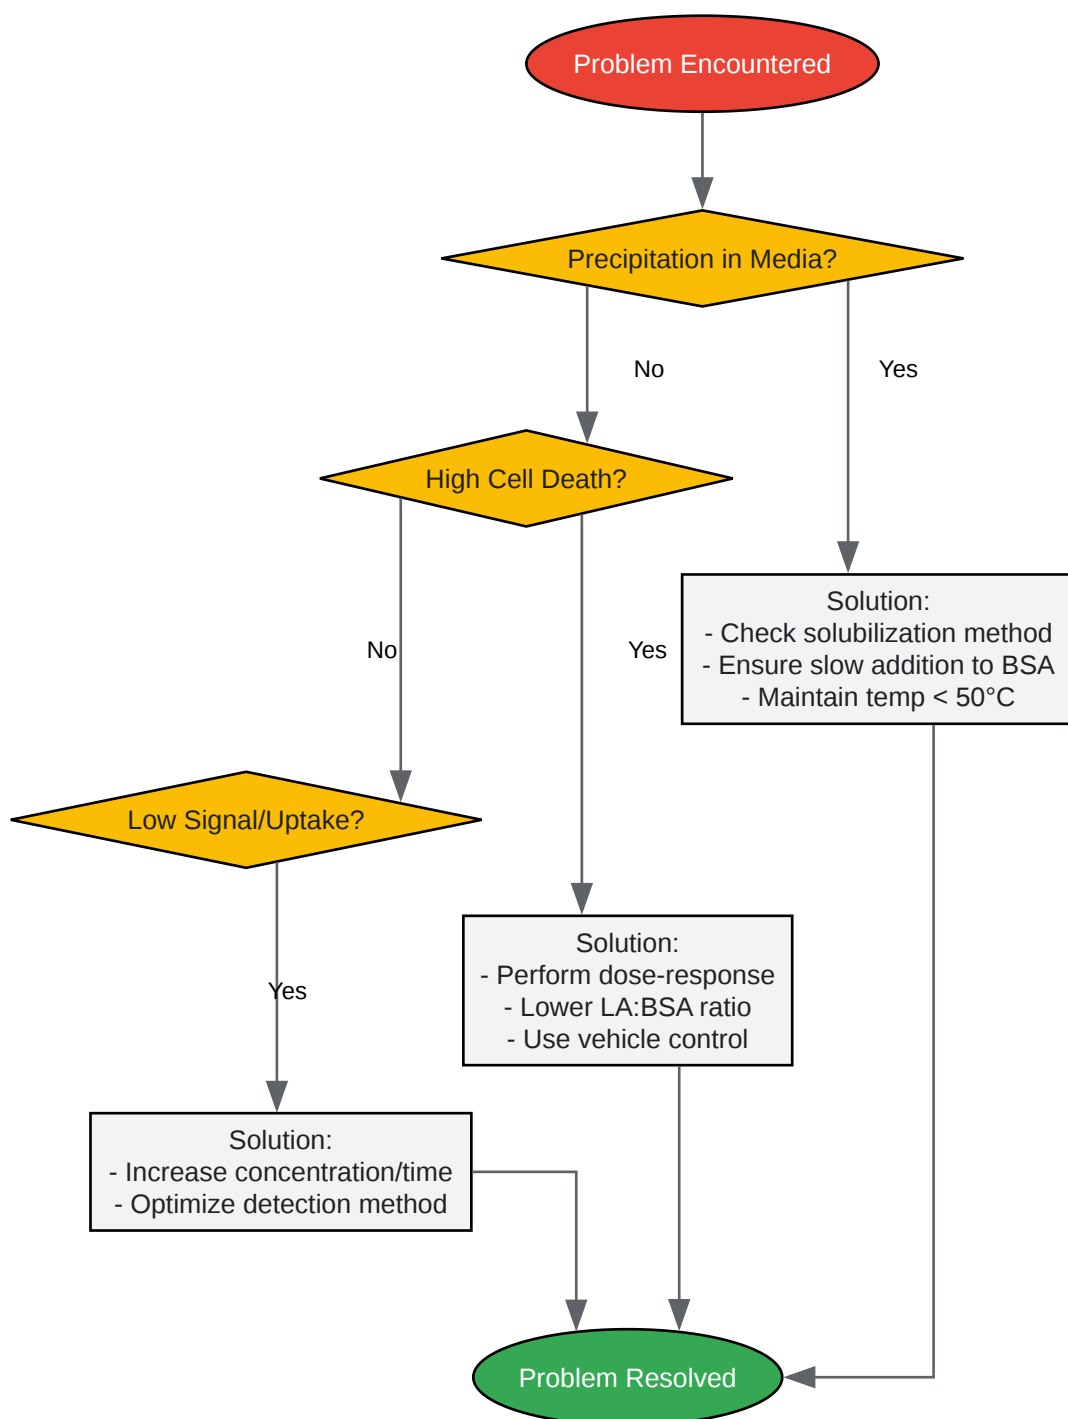 Problem Encountered
Precipitation in Media?
No
Yes
High Cell Death?
Solution:
- Check solubilization method
- Ensure slow addition to BSA
- Maintain temp < 50°C
No
Yes
Low Signal/Uptake?
Solution:
- Perform dose-response
- Lower LA:BSA ratio
- Use vehicle control
Yes
Solution:
- Increase concentration/time
- Optimize detection method
Problem Resolved